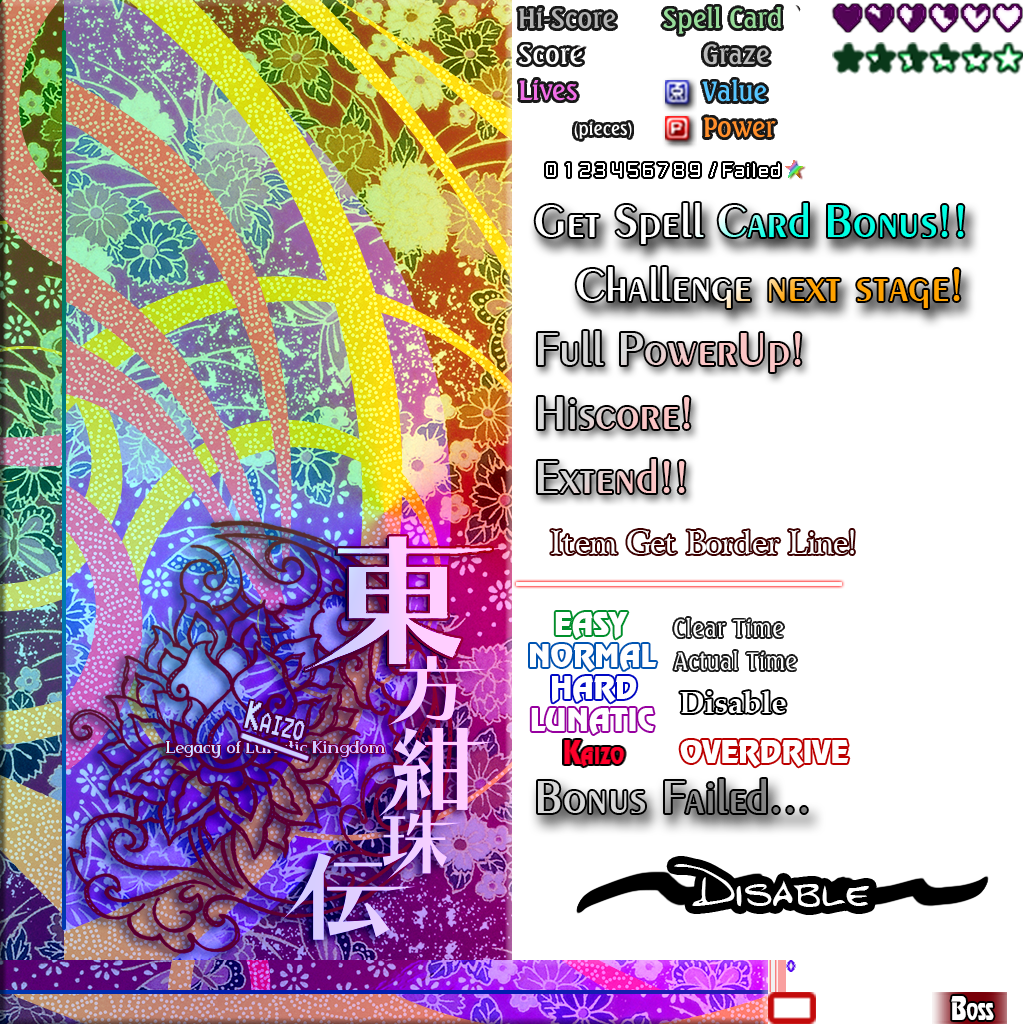 Hi-Score
Spell Card
Score
Graze
Lives
Value
(pieces)
P
Power
0123456789/Failed
Get Spell Card Bonus!!
Challenge next stage!
Full PowerUp!
Hiscore!
Extend!!
Item Get Border Line!
東方紺珠伝
Kaizo
Legacy of Lunatic Kingdom
EASY
NORMAL
HARD
LUNATIC
Kaizo
Clear Time
Actual Time
Disable
OVERDRIVE
Bonus Failed...
Disable
0
Boss